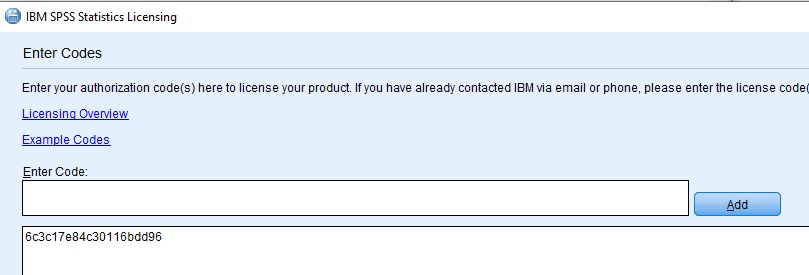 IBM SPSS Statistics Licensing
Enter Codes
Enter your authorization code(s) here to license your product. If you have already contacted IBM via email or phone, please enter the license code(
Licensing Overview
Example Codes
Enter Code:
Add
6c3c17e84c30116bdd96